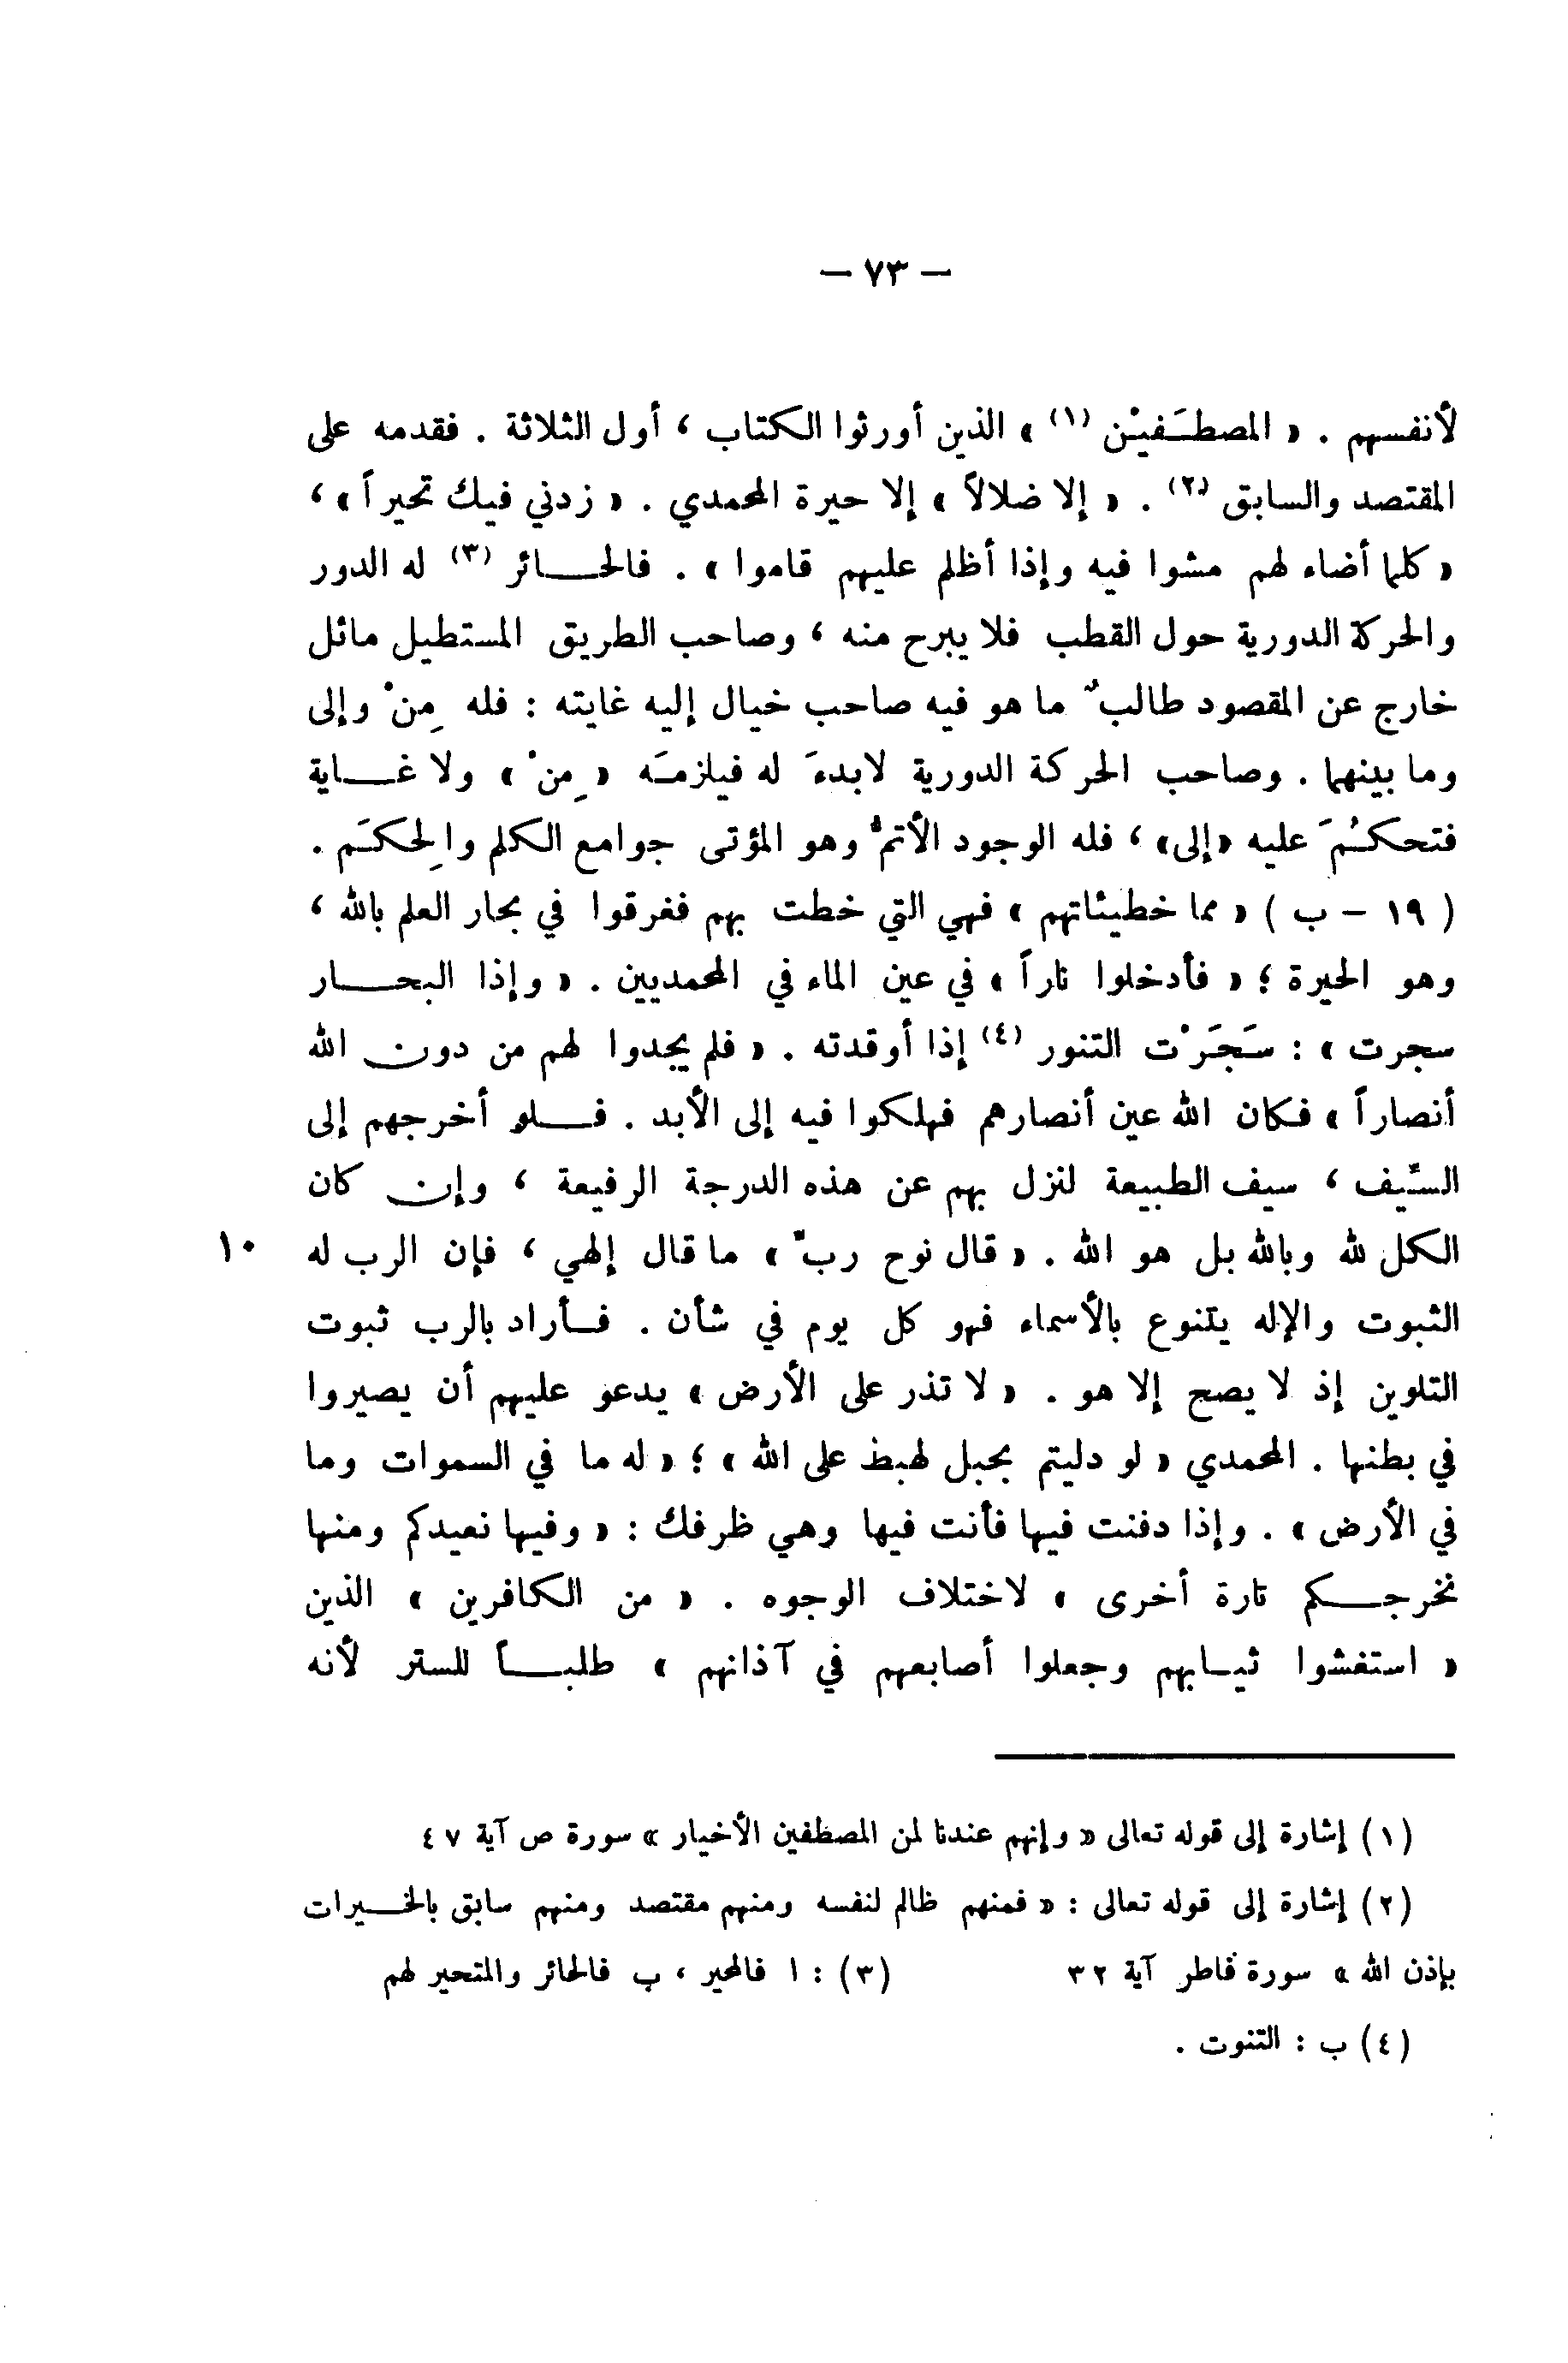 — ٧٣ —
لأنفسهم . « المصطَفيْن (١) » الذين أورثوا الكتاب ، أول الثلاثة . فقدمه على
المقتصد والسابق (٢) . « إلا ضلالاً » إلا حيرة المحمدي . « زدني فيك تحيراً » ،
« كلما أضاء لهم مشوا فيه وإذا أظلم عليهم قاموا » . فالحائر (٣) له الدور
والحركة الدورية حول القطب فلا يبرح منه ، وصاحب الطريق المستطيل مائل
خارج عن المقصود طالبٌ ما هو فيه صاحب خيال إليه غايته : فله مِنْ وإلى
وما بينهما . وصاحب الحركة الدورية لابدءَ له فيلزمَه « مِنْ » ولا غاية
فتحكُمَ عليه «إلى» ، فله الوجود الأتمُّ وهو المؤتى جوامع الكلم والحِكَم .
( ١٩ – ب ) « مما خطيئاتهم » فهي التي خطت بهم فغرقوا في بحار العلم بالله ،
وهو الحيرة ؛ « فأدخلوا ناراً » في عين الماء في المحمديين . « وإذا البحار
سجرت » : سَجَرْت التنور (٤) إذا أوقدته . « فلم يجدوا لهم من دون الله
أنصاراً » فكان الله عين أنصارهم فهلكوا فيه إلى الأبد . فلو أخرجهم إلى
السِّيف ، سيف الطبيعة لنزل بهم عن هذه الدرجة الرفيعة ، وإن كان
الكل لله وبالله بل هو الله . « قال نوح ربِّ » ما قال إلهي ، فإن الرب له ١٠
الثبوت والإله يتنوع بالأسماء فهو كل يوم في شأن . فأراد بالرب ثبوت
التلوين إذ لا يصح إلا هو . « لا تذر على الأرض » يدعو عليهم أن يصيروا
في بطنها . المحمدي « لو دليتم بحبل لهبط على الله » ؛ « له ما في السموات وما
في الأرض » . وإذا دفنت فيها فأنت فيها وهي ظرفك : « وفيها نعيدكم ومنها
نخرجكم تارة أخرى » لاختلاف الوجوه . « من الكافرين » الذين
« استغشوا ثيابهم وجعلوا أصابعهم في آذانهم » طلباً للستر لأنه
(١) إشارة إلى قوله تعالى « وإنهم عندنا لمن المصطفين الأخيار » سورة ص آية ٤٧
(٢) إشارة إلى قوله تعالى : « فمنهم ظالم لنفسه ومنهم مقتصد ومنهم سابق بالخيرات
بإذن الله » سورة فاطر آية ٣٢ (٣) : ا فالمحير ، ب فالحائر والمتحير لهم
(٤) ب : التنوت .